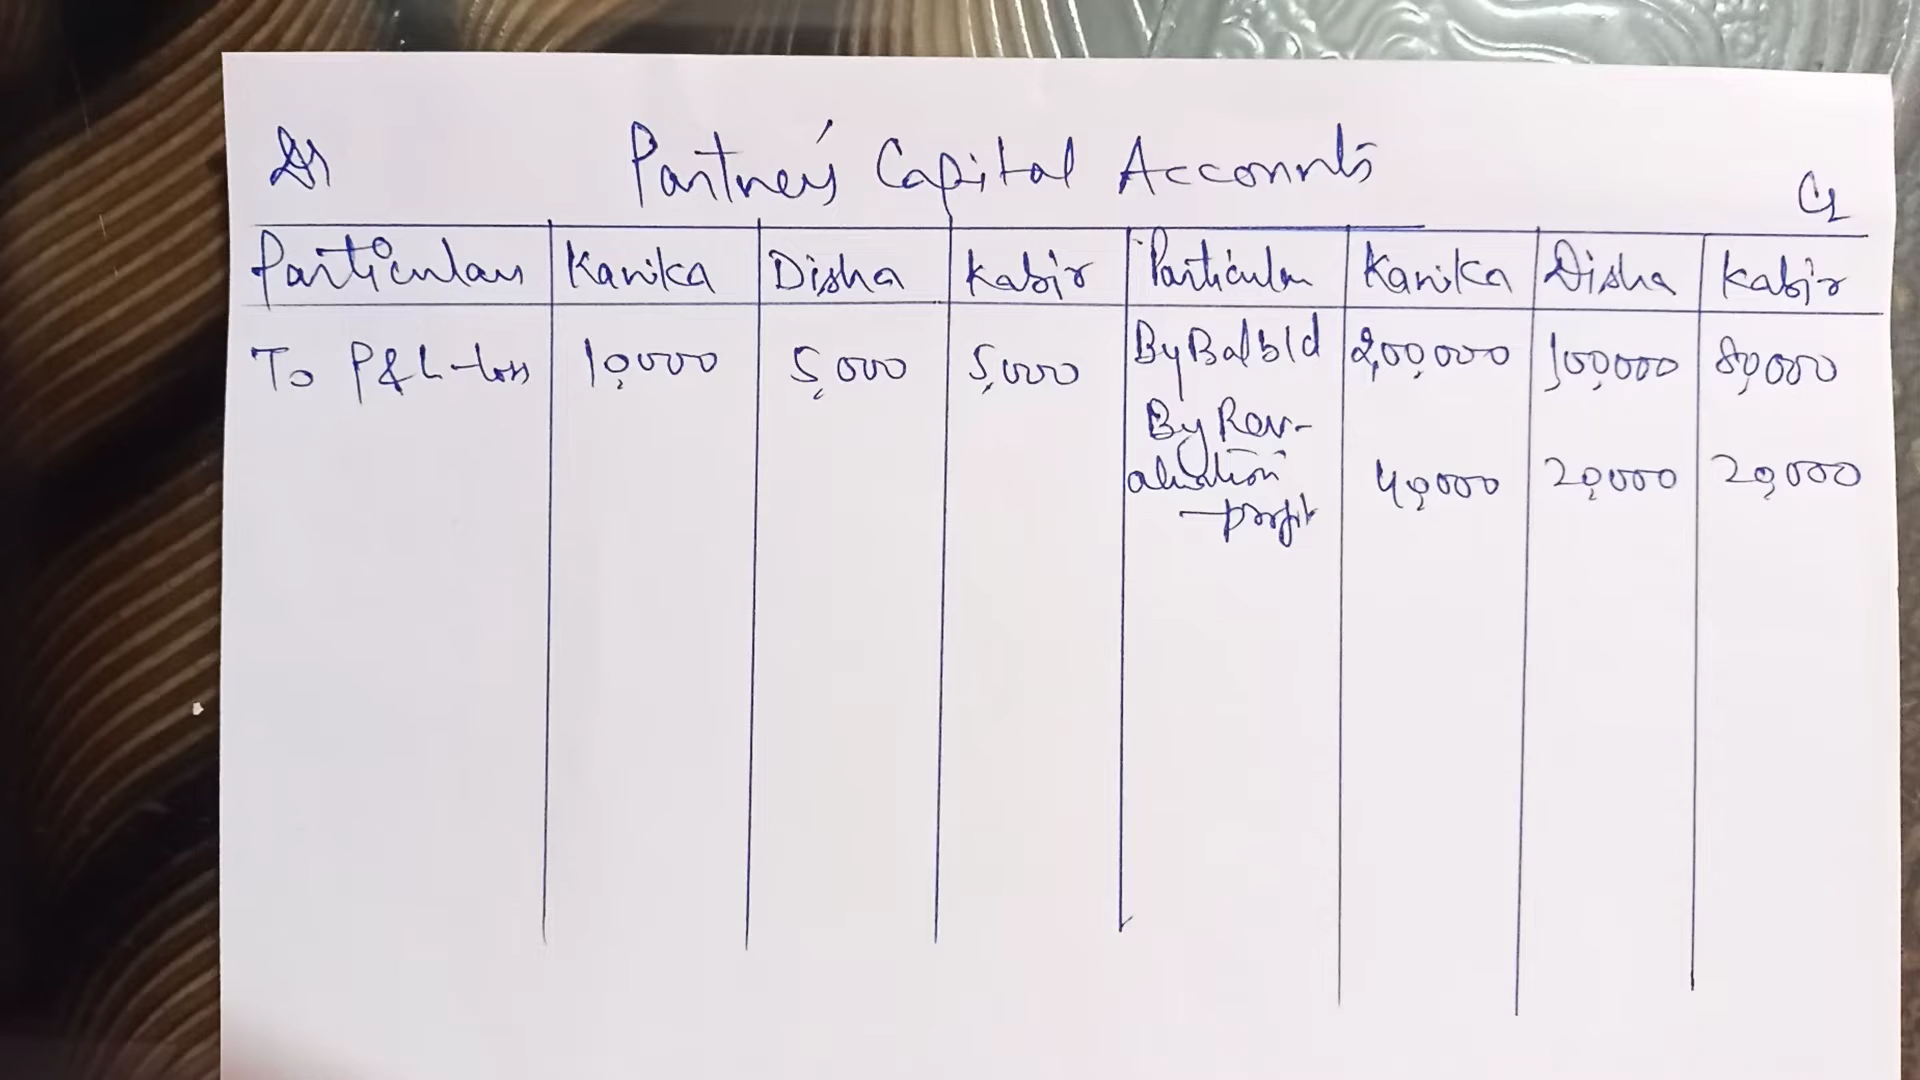 Dr Partner's Capital Accounts Cr
Particulars Kanika Disha Kabir Particulars Kanika Disha Kabir
To P&L-loss 10,000 5,000 5,000 By Bal b/d 2,00,000 1,00,000 80,000
By Rev-
aluation 40,000 20,000 20,000
-profit